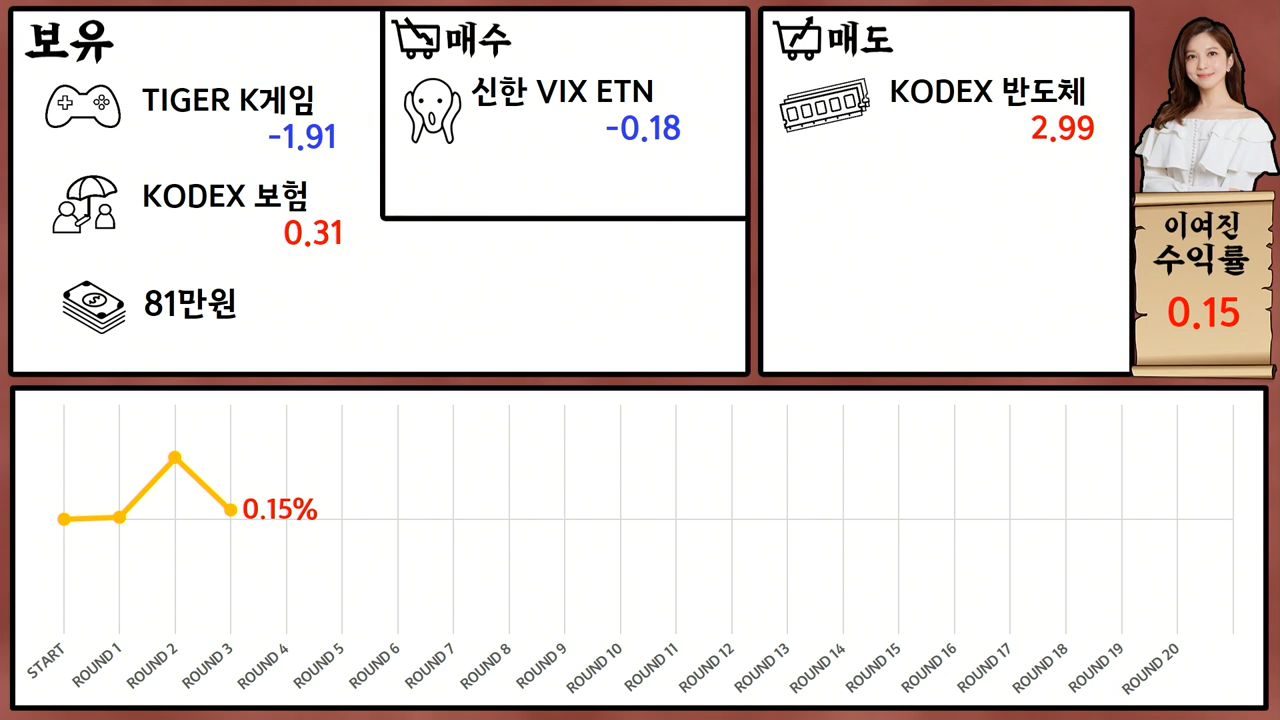 보유
TIGER K게임
-1.91
KODEX 보험
0.31
81만원
매수
신한 VIX ETN
-0.18
매도
KODEX 반도체
2.99
이여진
수익률
0.15
0.15%
START
ROUND 1
ROUND 2
ROUND 3
ROUND 4
ROUND 5
ROUND 6
ROUND 7
ROUND 8
ROUND 9
ROUND 10
ROUND 11
ROUND 12
ROUND 13
ROUND 14
ROUND 15
ROUND 16
ROUND 17
ROUND 18
ROUND 19
ROUND 20